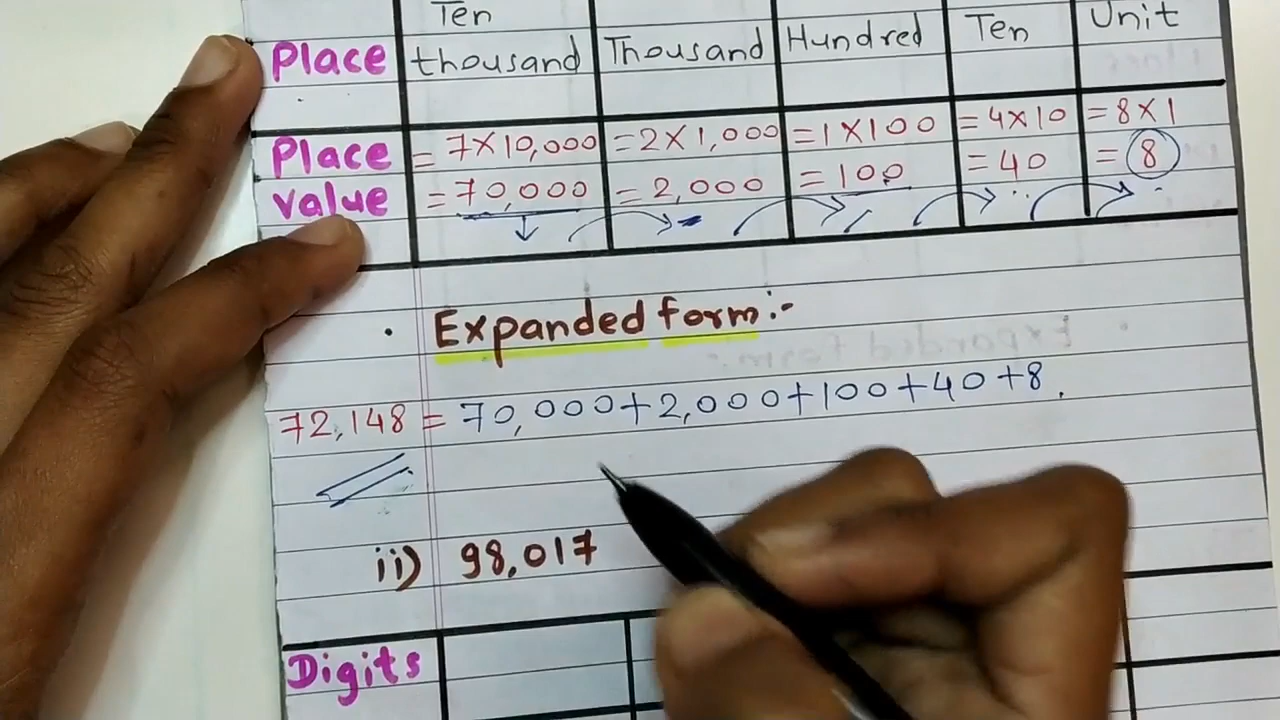 Place Ten thousand Thousand Hundred Ten Unit
Place value = 7×10,000 = 2×1,000 = 1×100 = 4×10 = 8×1
= 70,000 = 2,000 = 100 = 40 = 8
Expanded form:-
72,148 = 70,000+2,000+100+40+8.
ii) 98,017
Digits